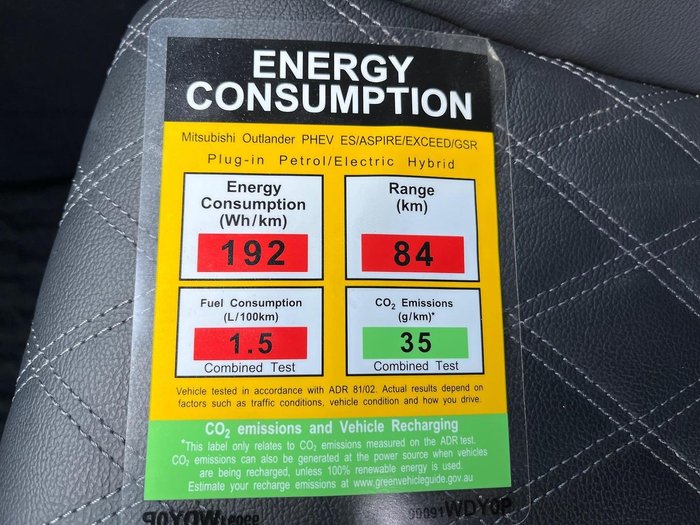 ENERGY
CONSUMPTION
Mitsubishi Outlander PHEV ES/ASPIRE/EXCEED/GSR
Plug-in Petrol/Electric Hybrid
Energy
Consumption
(Wh/km)
192
Range
(km)
84
Fuel Consumption
(L/100km)
1.5
Combined Test
CO₂ Emissions
(g/km)*
35
Combined Test
Vehicle tested in accordance with ADR 81/02. Actual results depend on
factors such as traffic conditions, vehicle condition and how you drive.
CO₂ emissions and Vehicle Recharging
*This label only relates to CO₂ emissions measured on the ADR test.
CO₂ emissions can also be generated at the power source when vehicles
are being recharged, unless 100% renewable energy is used.
Estimate your recharge emissions at www.greenvehicleguide.gov.au
WDY0P